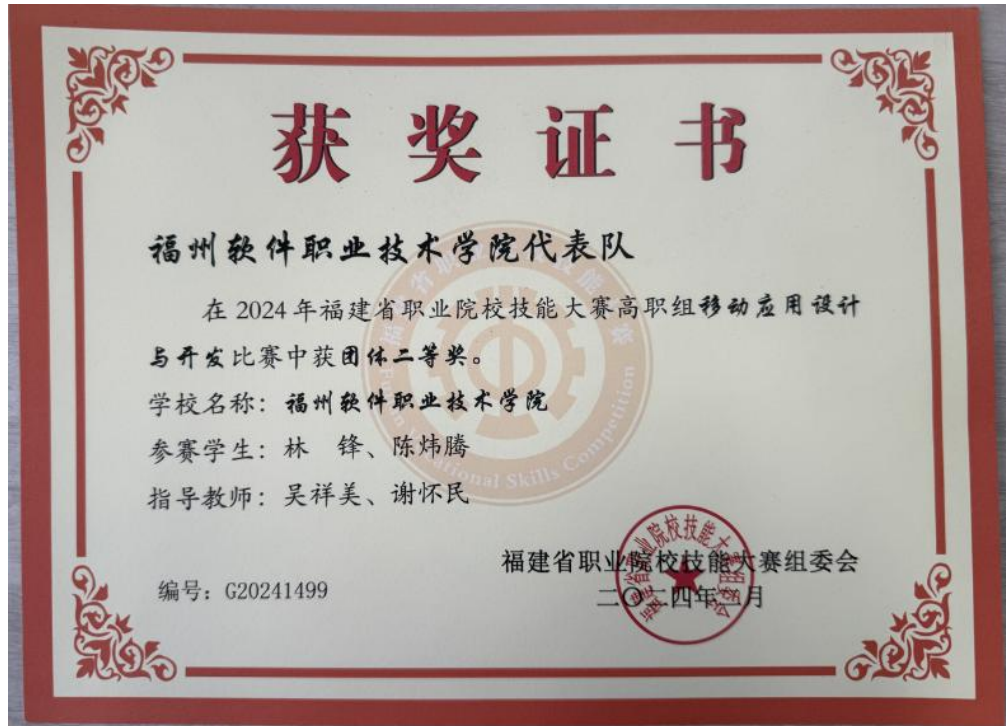 获奖证书
福州软件职业技术学院代表队
在2024年福建省职业院校技能大赛高职组移动应用设计
与开发比赛中获团体二等奖。
学校名称：福州软件职业技术学院
参赛学生：林 锋、陈炜腾
指导教师：吴祥美、谢怀民
福建省职业院校技能大赛组委会
编号：G20241499